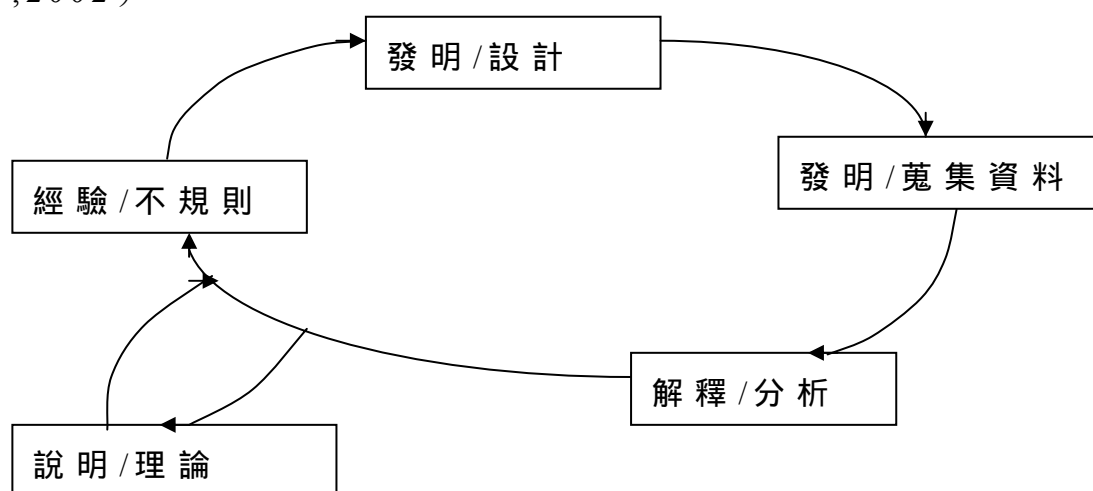 ,2002)
發明/設計
發明/蒐集資料
經驗/不規則
解釋/分析
說明/理論